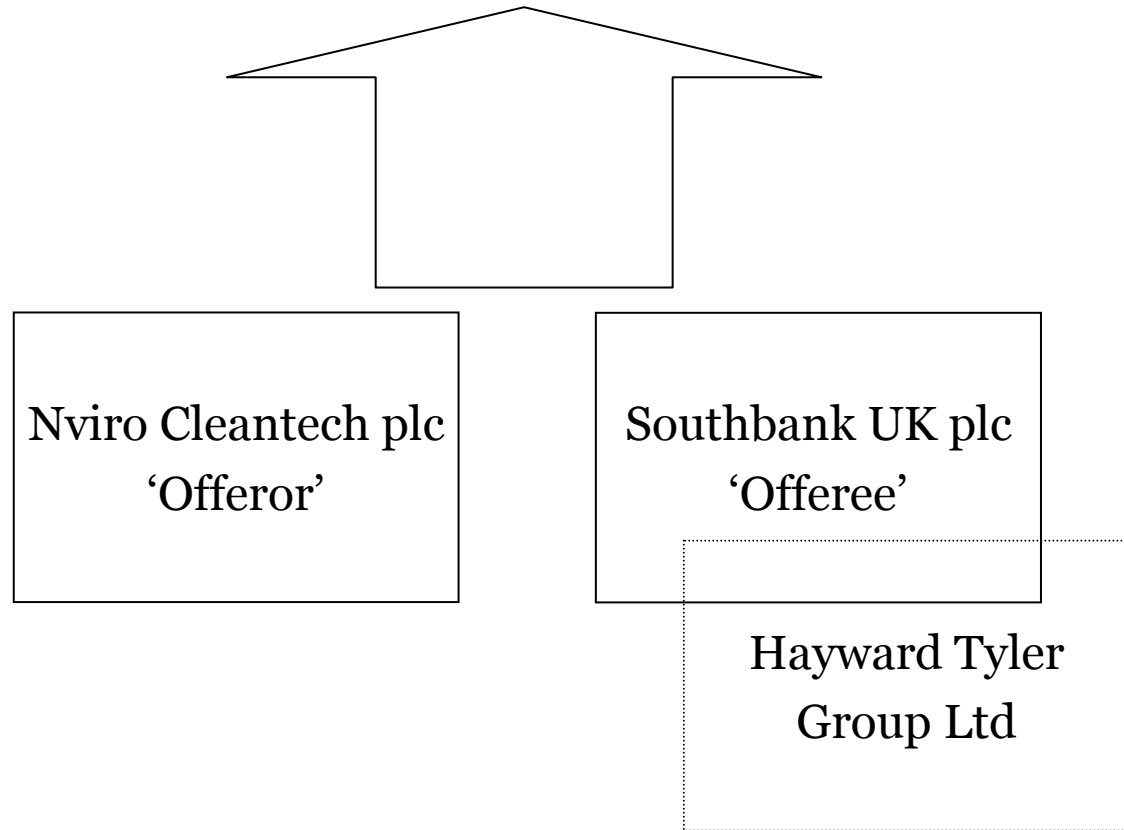 Nviro Cleantech plc
‘Offeror’
Southbank UK plc
‘Offeree’
Hayward Tyler
Group Ltd